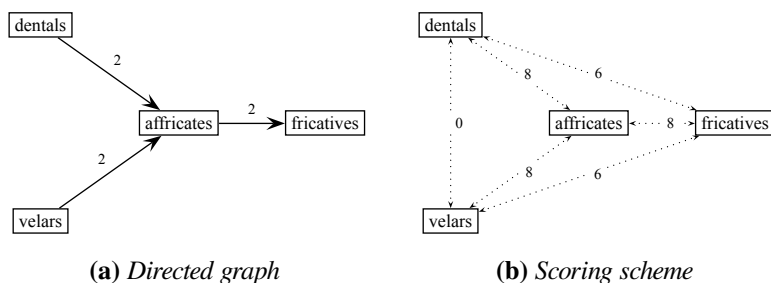 dentals
2
affricates
2
fricatives
2
velars
(a) Directed graph
dentals
8
6
0
affricates
8
fricatives
8
6
velars
(b) Scoring scheme